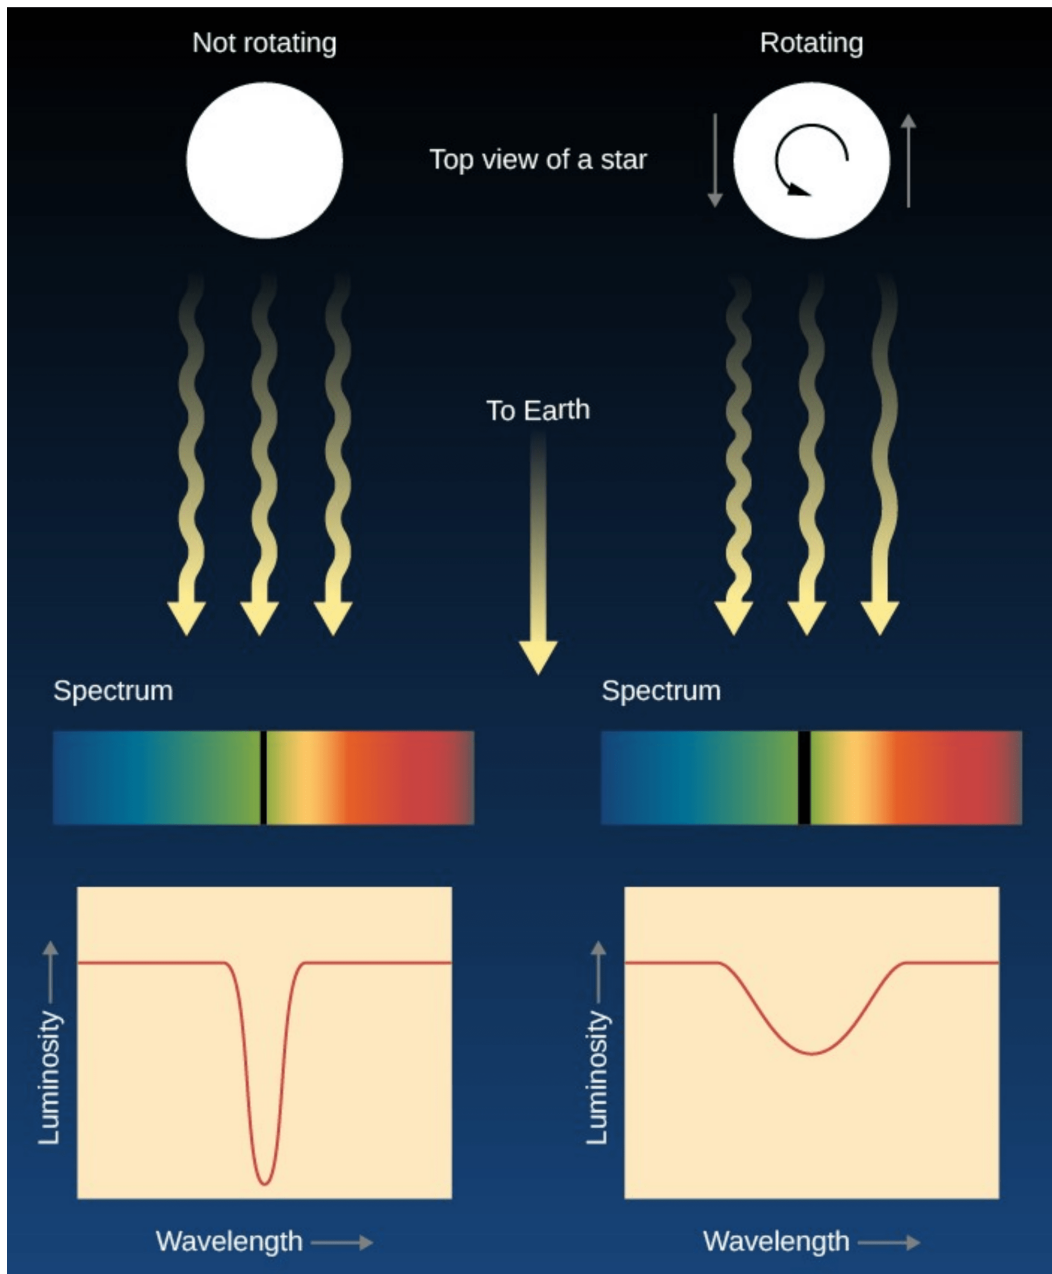 Not rotating
Rotating
Top view of a star
To Earth
Spectrum
Spectrum
Luminosity
Luminosity
Wavelength
Wavelength